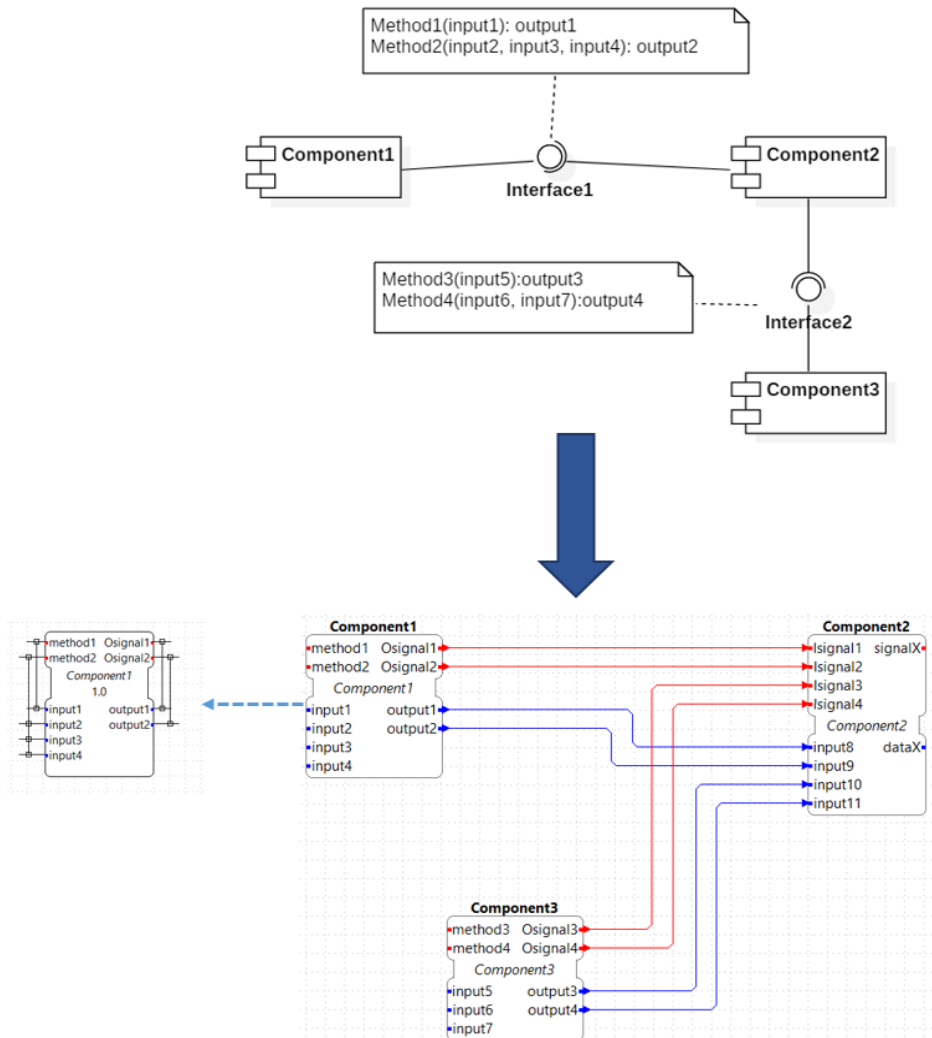 Method1(input1): output1
Method2(input2, input3, input4): output2
Component1
Component2
Interface1
Method3(input5):output3
Method4(input6, input7):output4
Interface2
Component3
method1 Osignal1
method2 Osignal2
Component1
1.0
input1 output1
input2 output2
input3
input4
Component1
method1 Osignal1
method2 Osignal2
Component1
input1 output1
input2 output2
input3
input4
Component2
Isignal1 signalX
Isignal2
Isignal3
Isignal4
Component2
input8 dataX
input9
input10
input11
Component3
method3 Osignal3
method4 Osignal4
Component3
input5 output3
input6 output4
input7